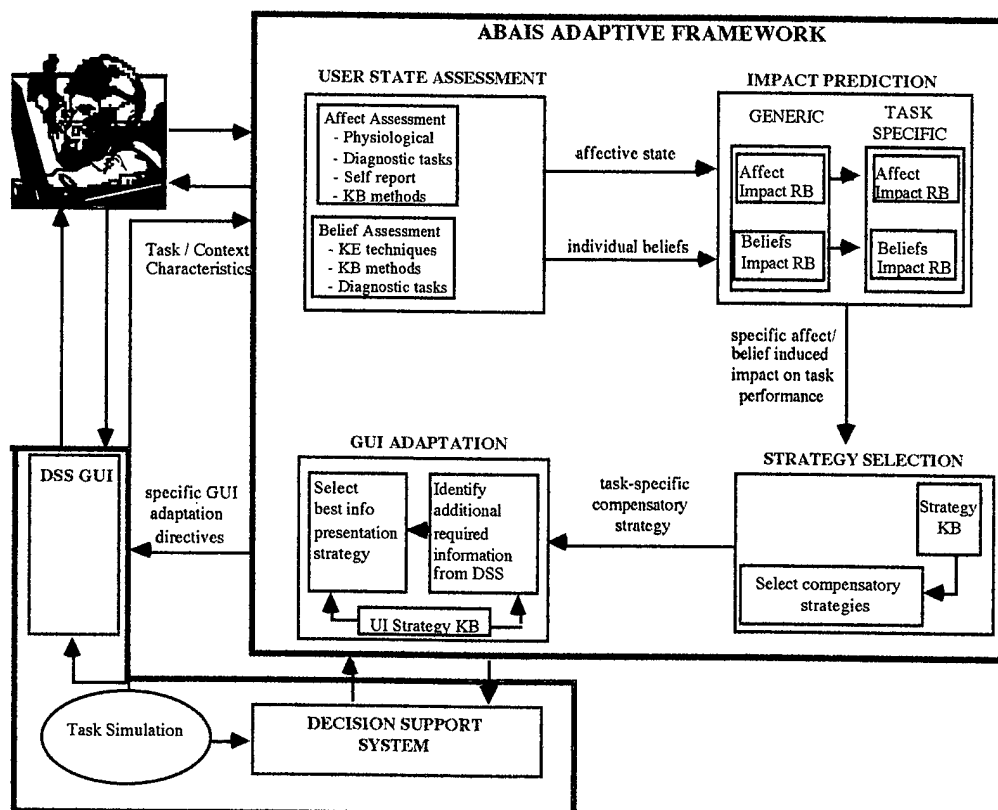 ABAIS ADAPTIVE FRAMEWORK
USER STATE ASSESSMENT
Affect Assessment
- Physiological
- Diagnostic tasks
- Self report
- KB methods
Belief Assessment
- KE techniques
- KB methods
- Diagnostic tasks
affective state
individual beliefs
IMPACT PREDICTION
GENERIC
TASK
SPECIFIC
Affect
Impact RB
Affect
Impact RB
Beliefs
Impact RB
Beliefs
Impact RB
Task / Context
Characteristics
specific affect/
belief induced
impact on task
performance
GUI ADAPTATION
Select
best info
presentation
strategy
Identify
additional
required
information
from DSS
UI Strategy KB
task-specific
compensatory
strategy
STRATEGY SELECTION
Strategy
KB
Select compensatory
strategies
DSS GUI
specific GUI
adaptation
directives
Task Simulation
DECISION SUPPORT
SYSTEM